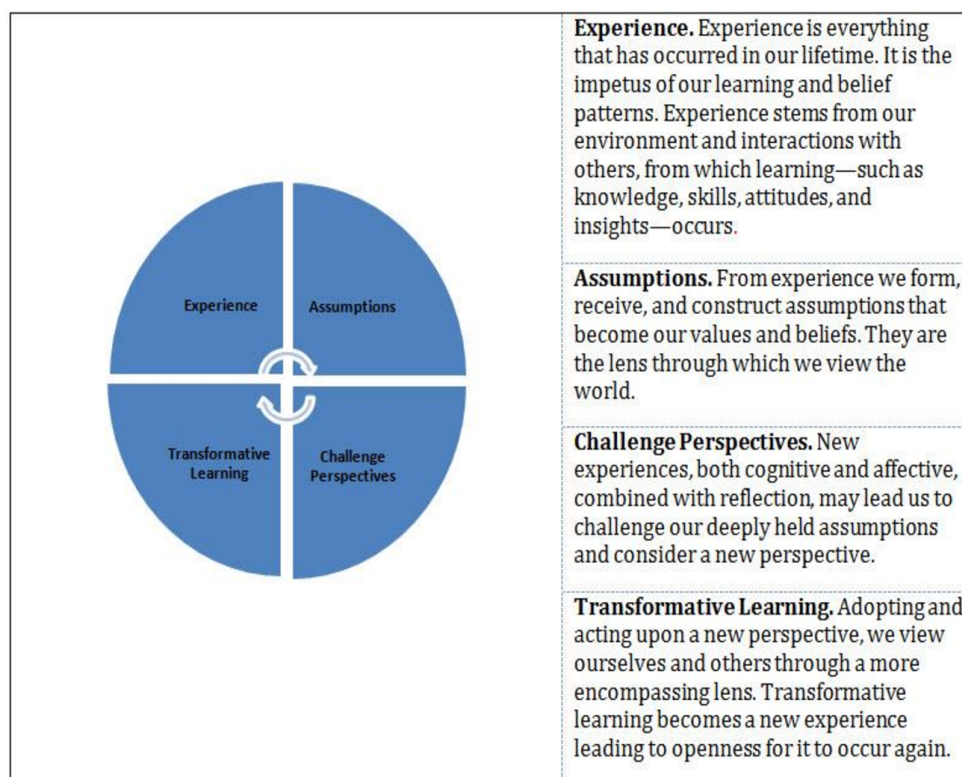 Experience
Assumptions
Transformative
Learning
Challenge
Perspectives
Experience. Experience is everything
that has occurred in our lifetime. It is the
impetus of our learning and belief
patterns. Experience stems from our
environment and interactions with
others, from which learning—such as
knowledge, skills, attitudes, and
insights—occurs.
Assumptions. From experience we form,
receive, and construct assumptions that
become our values and beliefs. They are
the lens through which we view the
world.
Challenge Perspectives. New
experiences, both cognitive and affective,
combined with reflection, may lead us to
challenge our deeply held assumptions
and consider a new perspective.
Transformative Learning. Adopting and
acting upon a new perspective, we view
ourselves and others through a more
encompassing lens. Transformative
learning becomes a new experience
leading to openness for it to occur again.